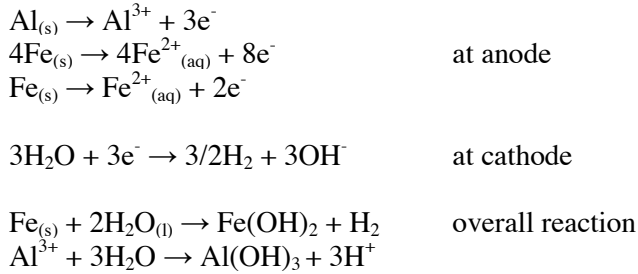 Al(s) → Al³⁺ + 3e⁻
4Fe(s) → 4Fe²⁺(aq) + 8e⁻ at anode
Fe(s) → Fe²⁺(aq) + 2e⁻
3H₂O + 3e⁻ → 3/2H₂ + 3OH⁻ at cathode
Fe(s) + 2H₂O(l) → Fe(OH)₂ + H₂ overall reaction
Al³⁺ + 3H₂O → Al(OH)₃ + 3H⁺